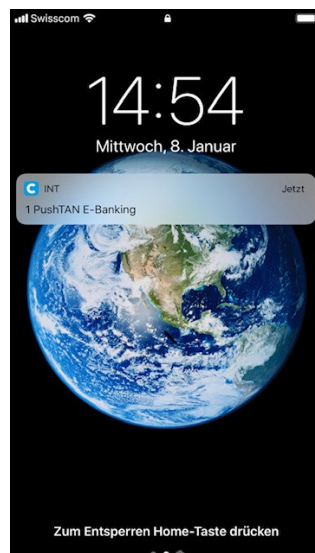 Swisscom
14:54
Mittwoch, 8. Januar
C INT Jetzt
1 PushTAN E-Banking
Zum Entsperren Home-Taste drücken